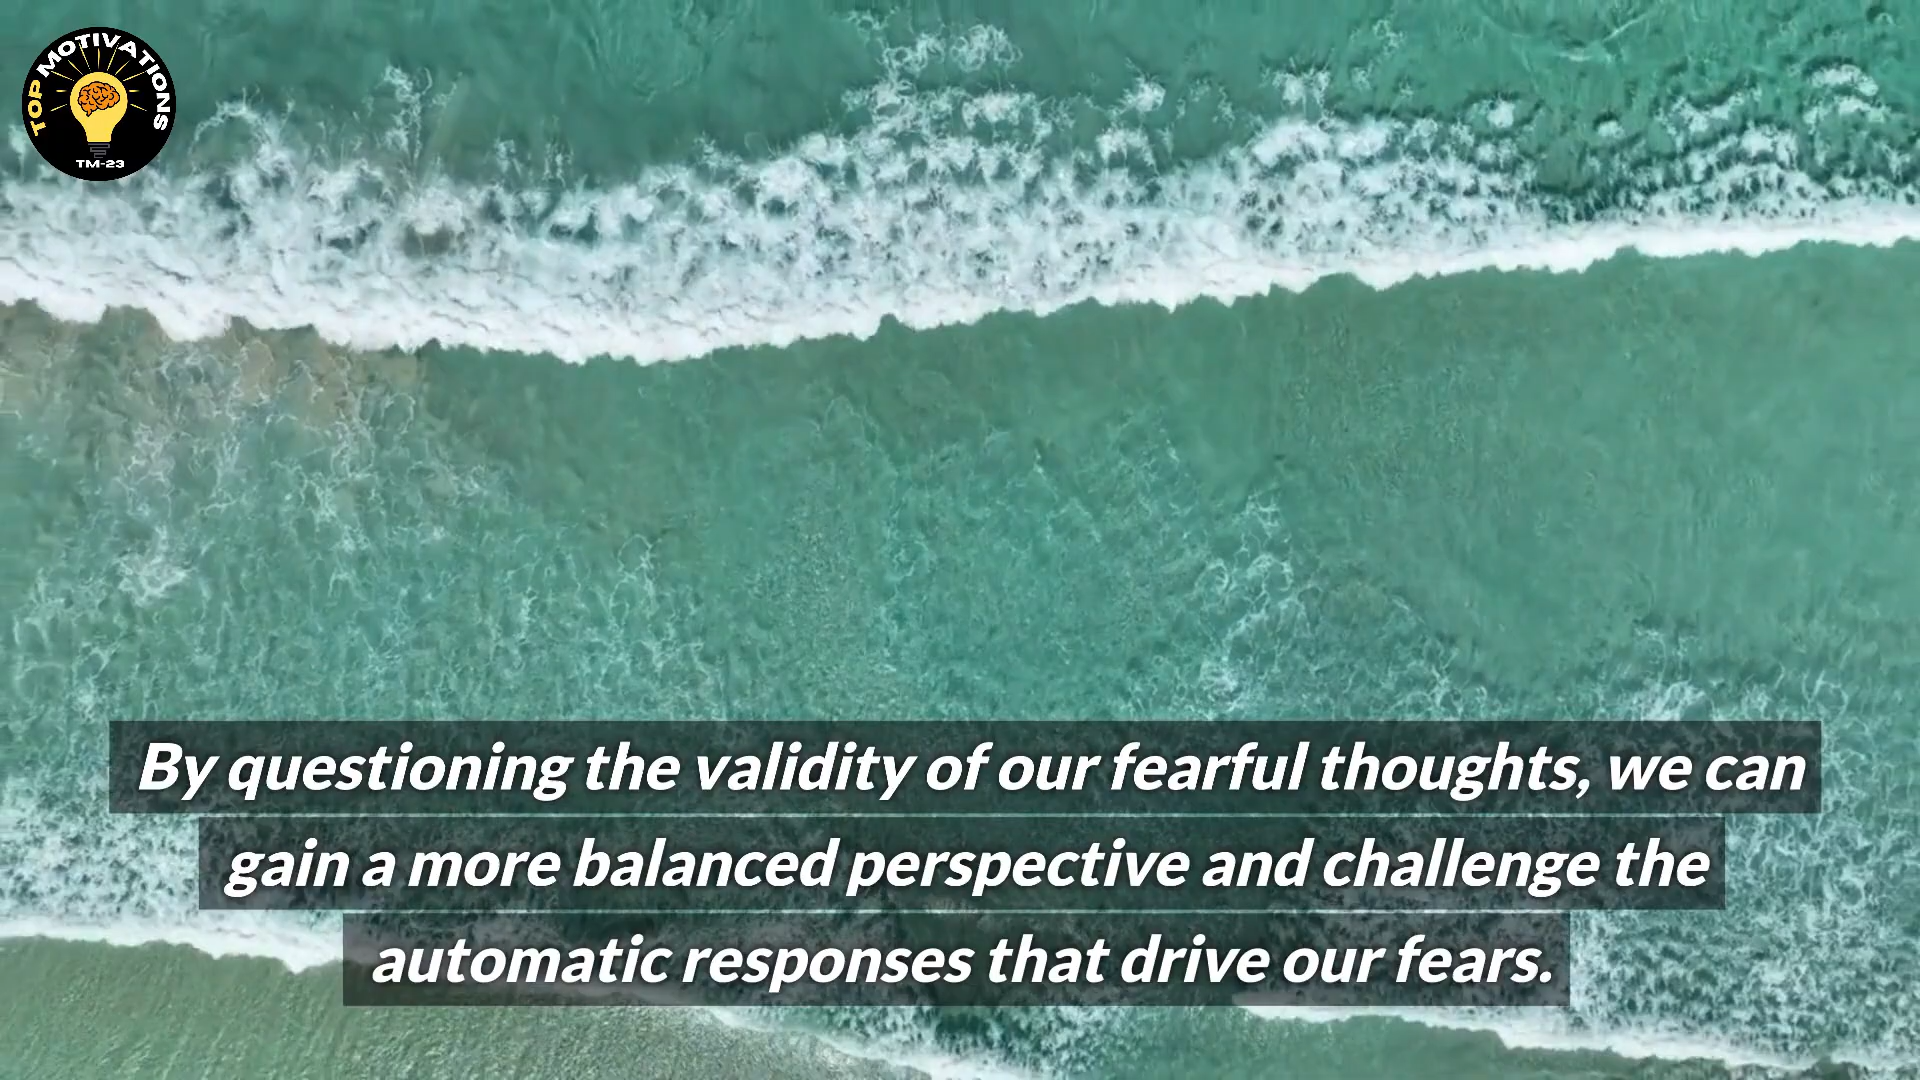 TOP MOTIVATIONS
TM-23
By questioning the validity of our fearful thoughts, we can
gain a more balanced perspective and challenge the
automatic responses that drive our fears.